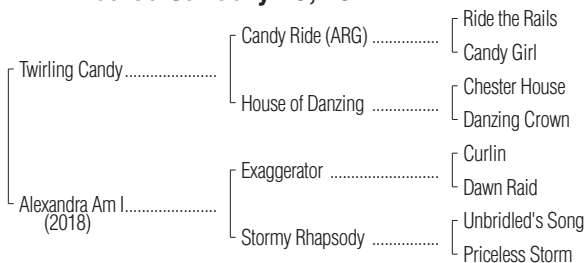 Ride the Rails
Candy Ride (ARG) ................
Candy Girl
Twirling Candy ......................
Chester House
House of Danzing ................
Danzing Crown
Curlin
Exaggerator ..........................
Dawn Raid
Alexandra Am I......................
(2018)
Unbridled's Song
Stormy Rhapsody ................
Priceless Storm